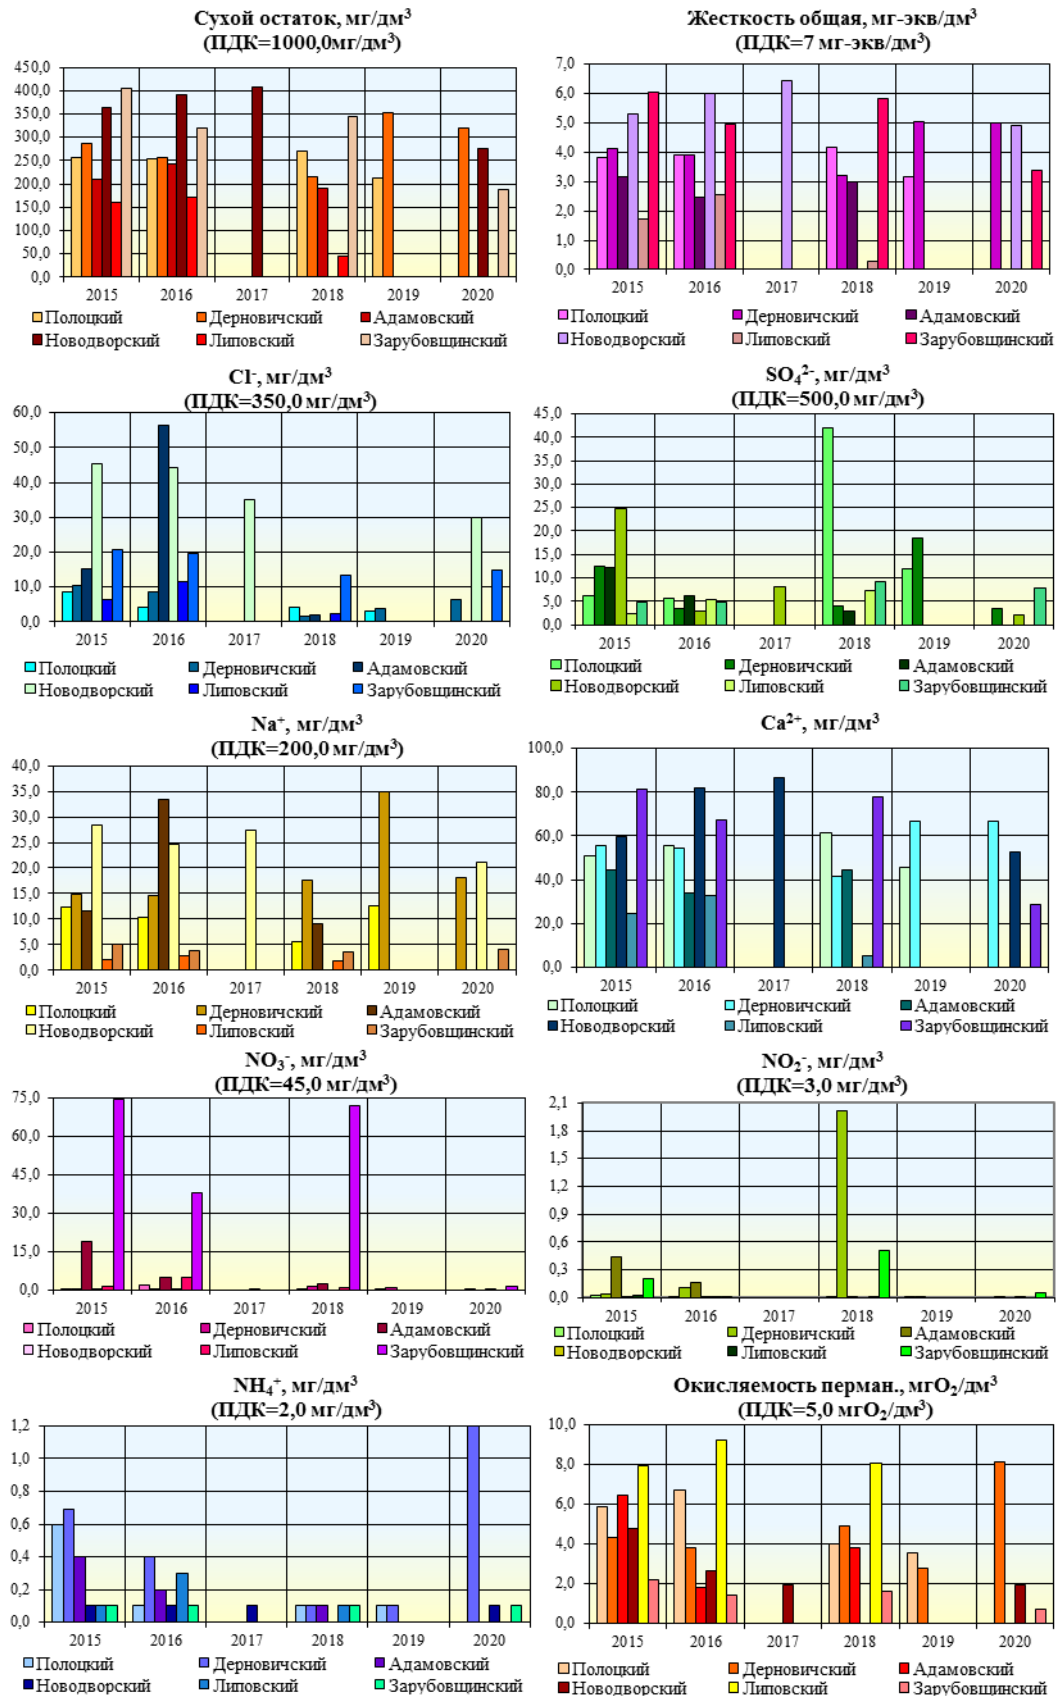 Сухой остаток, мг/дм³
(ПДК=1000,0мг/дм³)
450,0
400,0
350,0
300,0
250,0
200,0
150,0
100,0
50,0
0,0
2015 2016 2017 2018 2019 2020
Полоцкий Дерновичский Адамовский
Новодворский Липовский Зарубовщинский
Жесткость общая, мг-экв/дм³
(ПДК=7 мг-экв/дм³)
7,0
6,0
5,0
4,0
3,0
2,0
1,0
0,0
2015 2016 2017 2018 2019 2020
Полоцкий Дерновичский Адамовский
Новодворский Липовский Зарубовщинский
Cl⁻, мг/дм³
(ПДК=350,0 мг/дм³)
60,0
50,0
40,0
30,0
20,0
10,0
0,0
2015 2016 2017 2018 2019 2020
Полоцкий Дерновичский Адамовский
Новодворский Липовский Зарубовщинский
SO₄²⁻, мг/дм³
(ПДК=500,0 мг/дм³)
45,0
40,0
35,0
30,0
25,0
20,0
15,0
10,0
5,0
0,0
2015 2016 2017 2018 2019 2020
Полоцкий Дерновичский Адамовский
Новодворский Липовский Зарубовщинский
Na⁺, мг/дм³
(ПДК=200,0 мг/дм³)
40,0
35,0
30,0
25,0
20,0
15,0
10,0
5,0
0,0
2015 2016 2017 2018 2019 2020
Полоцкий Дерновичский Адамовский
Новодворский Липовский Зарубовщинский
Ca²⁺, мг/дм³
100,0
80,0
60,0
40,0
20,0
0,0
2015 2016 2017 2018 2019 2020
Полоцкий Дерновичский Адамовский
Новодворский Липовский Зарубовщинский
NO₃⁻, мг/дм³
(ПДК=45,0 мг/дм³)
75,0
60,0
45,0
30,0
15,0
0,0
2015 2016 2017 2018 2019 2020
Полоцкий Дерновичский Адамовский
Новодворский Липовский Зарубовщинский
NO₂⁻, мг/дм³
(ПДК=3,0 мг/дм³)
2,1
1,8
1,5
1,2
0,9
0,6
0,3
0,0
2015 2016 2017 2018 2019 2020
Полоцкий Дерновичский Адамовский
Новодворский Липовский Зарубовщинский
NH₄⁺, мг/дм³
(ПДК=2,0 мг/дм³)
1,2
1,0
0,8
0,6
0,4
0,2
0,0
2015 2016 2017 2018 2019 2020
Полоцкий Дерновичский Адамовский
Новодворский Липовский Зарубовщинский
Окисляемость перман., мгО₂/дм³
(ПДК=5,0 мгО₂/дм³)
10,0
8,0
6,0
4,0
2,0
0,0
2015 2016 2017 2018 2019 2020
Полоцкий Дерновичский Адамовский
Новодворский Липовский Зарубовщинский